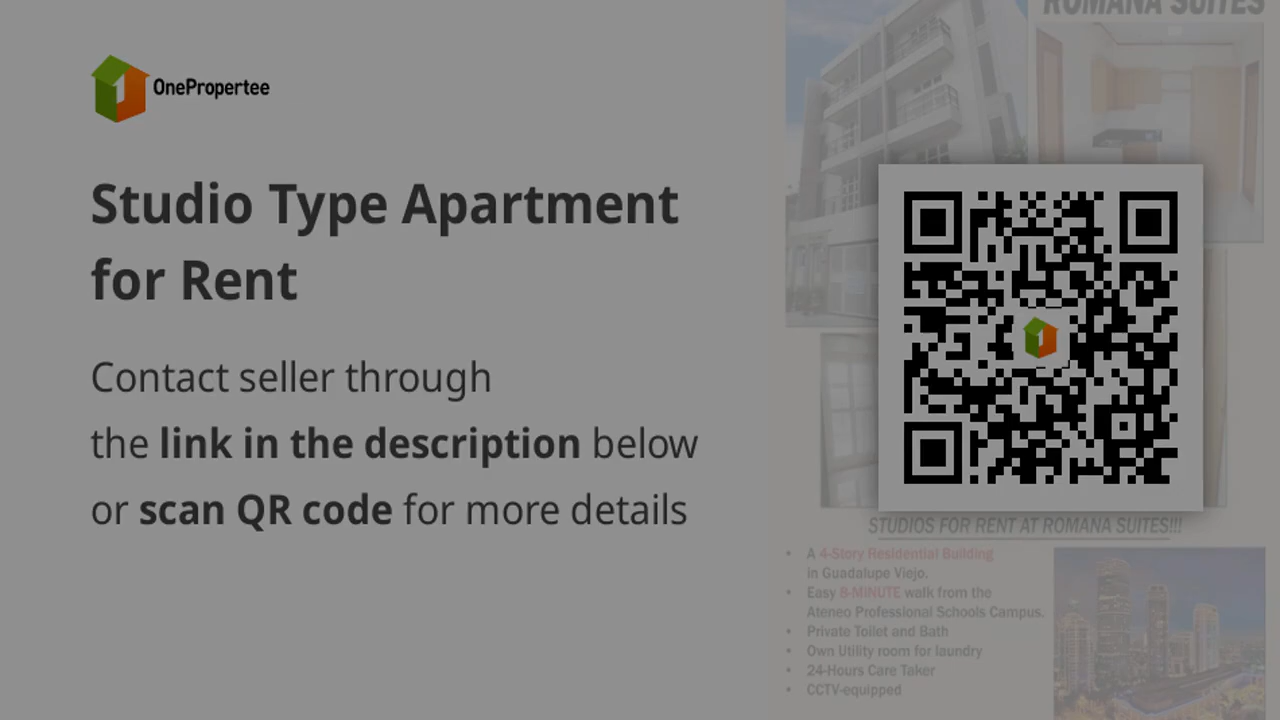 ROMANA SUITES
OnePropertee
Studio Type Apartment
for Rent
Contact seller through
the link in the description below
or scan QR code for more details
STUDIOS FOR RENT AT ROMANA SUITES!!!
• A 4-Story Residential Building
in Guadalupe Viejo.
• Easy 8-MINUTE walk from the
Ateneo Professional Schools Campus.
• Private Toilet and Bath
• Own Utility room for laundry
• 24-Hours Care Taker
• CCTV-equipped